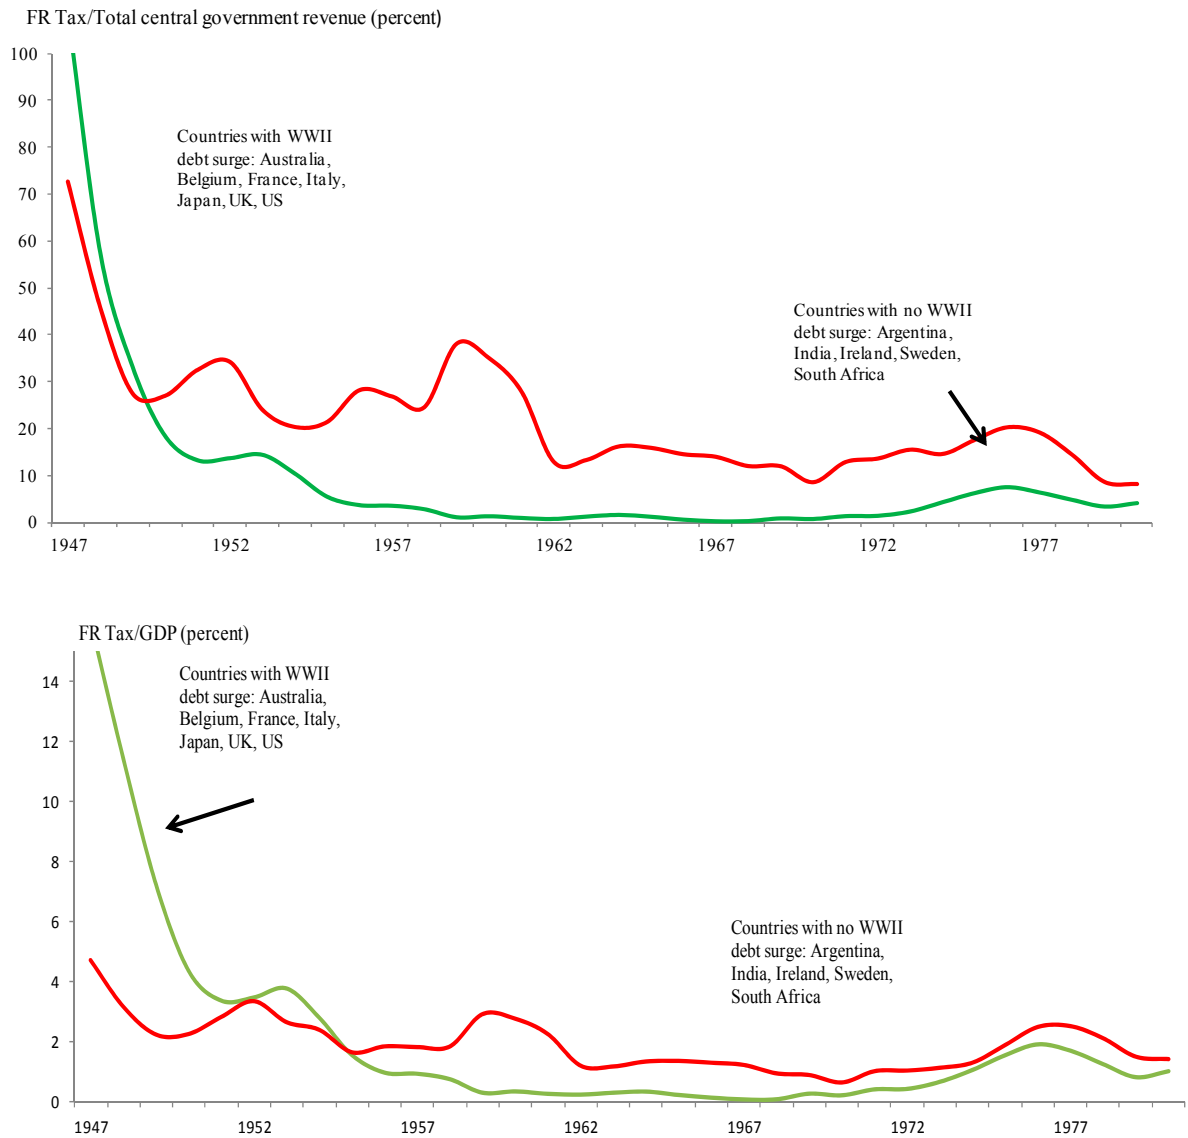 FR Tax/Total central government revenue (percent)
100
90
80
70
60
50
40
30
20
10
0
Countries with WWII
debt surge: Australia,
Belgium, France, Italy,
Japan, UK, US
Countries with no WWII
debt surge: Argentina,
India, Ireland, Sweden,
South Africa
1947 1952 1957 1962 1967 1972 1977
FR Tax/GDP (percent)
14
12
10
8
6
4
2
0
Countries with WWII
debt surge: Australia,
Belgium, France, Italy,
Japan, UK, US
Countries with no WWII
debt surge: Argentina,
India, Ireland, Sweden,
South Africa
1947 1952 1957 1962 1967 1972 1977